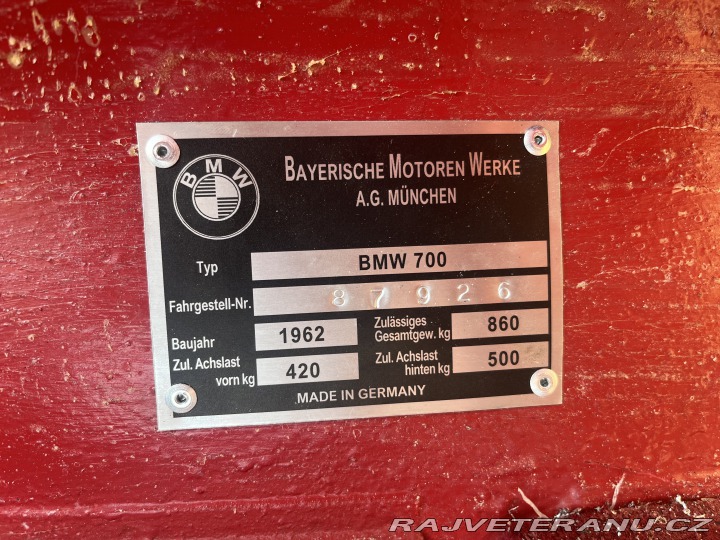 BMW
BAYERISCHE MOTOREN WERKE
A.G. MÜNCHEN
Typ BMW 700
Fahrgestell-Nr. 87926
Baujahr 1962 Zulässiges Gesamtgew. kg 860
Zul. Achslast vorn kg 420 Zul. Achslast hinten kg 500
MADE IN GERMANY
RAJVETERANU.CZ